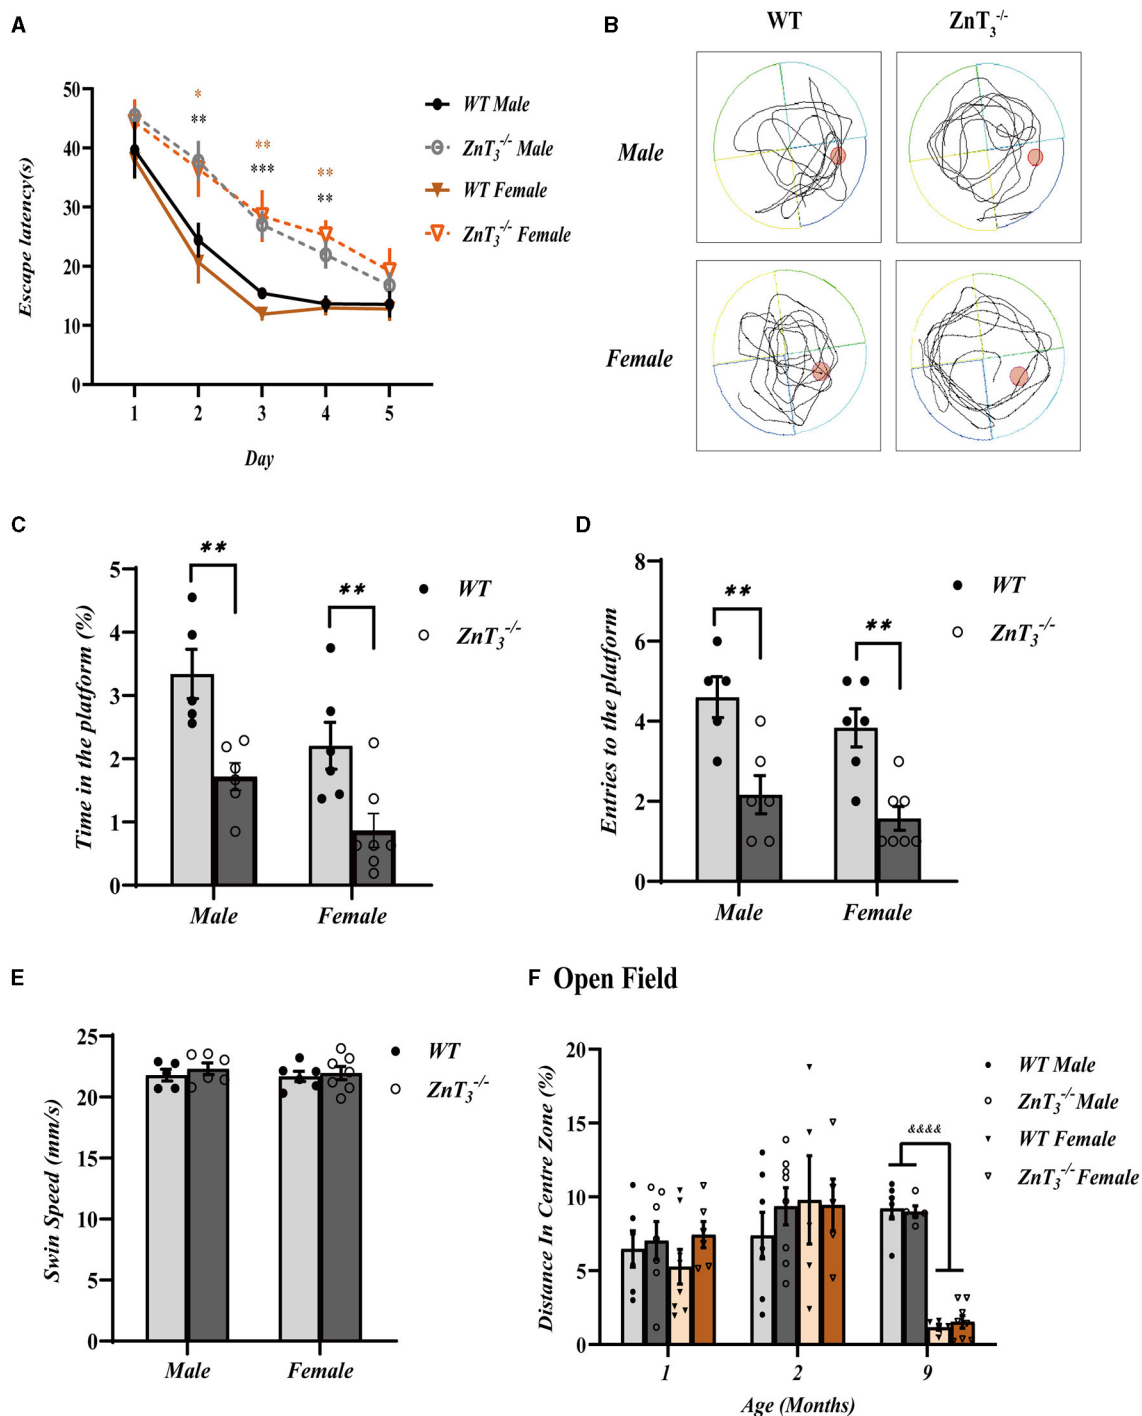 A
Escape latency(s)
50
40
30
20
10
0
*
**
**
***
**
**
1 2 3 4 5
Day
WT Male
ZnT3-/- Male
WT Female
ZnT3-/- Female
B
WT ZnT3-/-
Male
Female
C
Time in the platform (%)
5
4
3
2
1
0
**
**
Male Female
WT
ZnT3-/-
D
Entries to the platform
8
6
4
2
0
**
**
Male Female
WT
ZnT3-/-
E
Swin Speed (mm/s)
25
20
15
10
5
0
Male Female
WT
ZnT3-/-
F Open Field
Distance In Centre Zone (%)
20
15
10
5
0
&&&&
1 2 9
Age (Months)
WT Male
ZnT3-/- Male
WT Female
ZnT3-/- Female